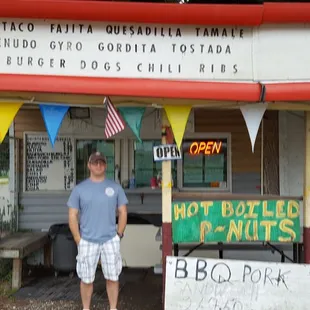 TACO FAJITA QUESADILLA TAMALE
NUDO GYRO GORDITA TOSTADA
BURGER DOGS CHILI RIBS
OPEN
OPEN
OPEN
HOT BOILED
P-NUTS
BBQ PORK